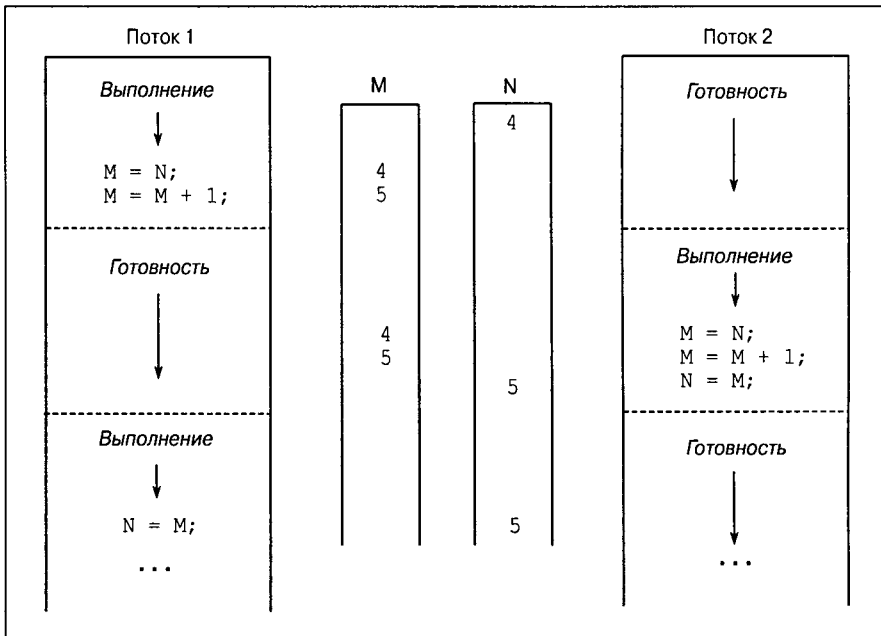 Поток 1
Поток 2
M
N
Выполнение
Готовность
4
M = N;
4
M = M + 1;
5
Готовность
Выполнение
4
M = N;
5
M = M + 1;
5
N = M;
Выполнение
Готовность
N = M;
5
...
...